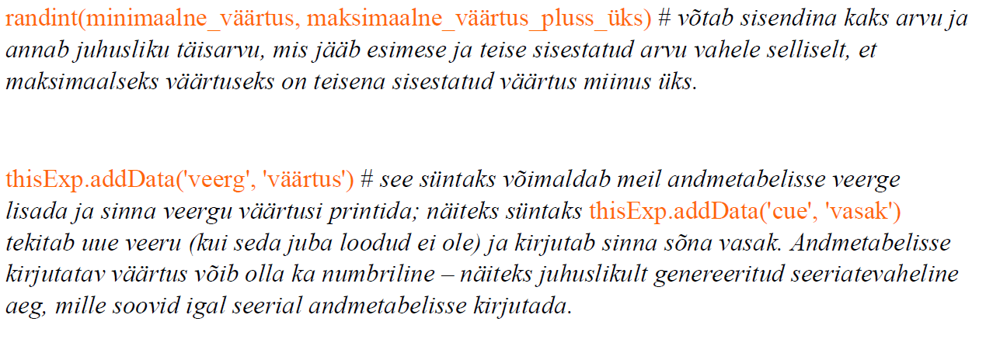 randint(minimaalne_väärtus, maksimaalne_väärtus_pluss_üks) # võtab sisendina kaks arvu ja
annab juhusliku täisarvu, mis jääb esimese ja teise sisestatud arvu vahele selliselt, et
maksimaalseks väärtuseks on teisena sisestatud väärtus miinus üks.
thisExp.addData('veerg', 'väärtus') # see süntaks võimaldab meil andmetabelisse veerge
lisada ja sinna veergu väärtusi printida; näiteks süntaks thisExp.addData('cue', 'vasak')
tekitab uue veeru (kui seda juba loodud ei ole) ja kirjutab sinna sõna vasak. Andmetabelisse
kirjutatav väärtus võib olla ka numbriline – näiteks juhuslikult genereeritud seeriatevaheline
aeg, mille soovid igal seerial andmetabelisse kirjutada.